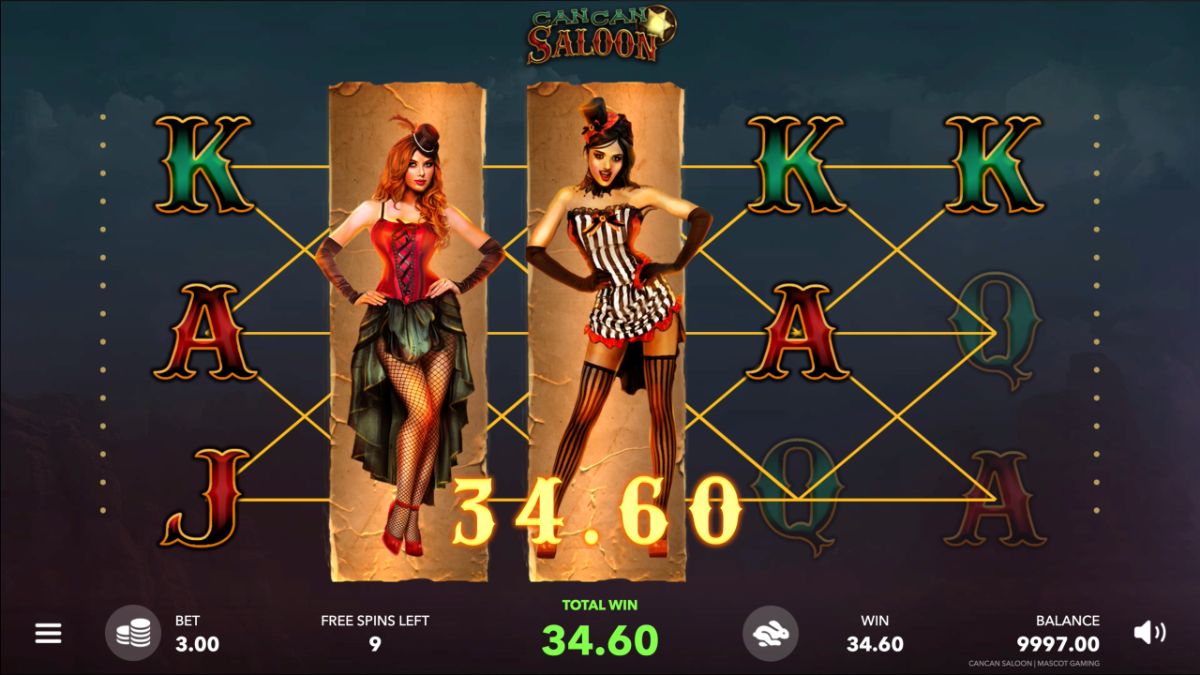 CANCAN
SALOON
K K K
A A Q
J Q A
34.60
BET
3.00
FREE SPINS LEFT
9
TOTAL WIN
34.60
WIN
34.60
BALANCE
9997.00
CANCAN SALOON | MASCOT GAMING